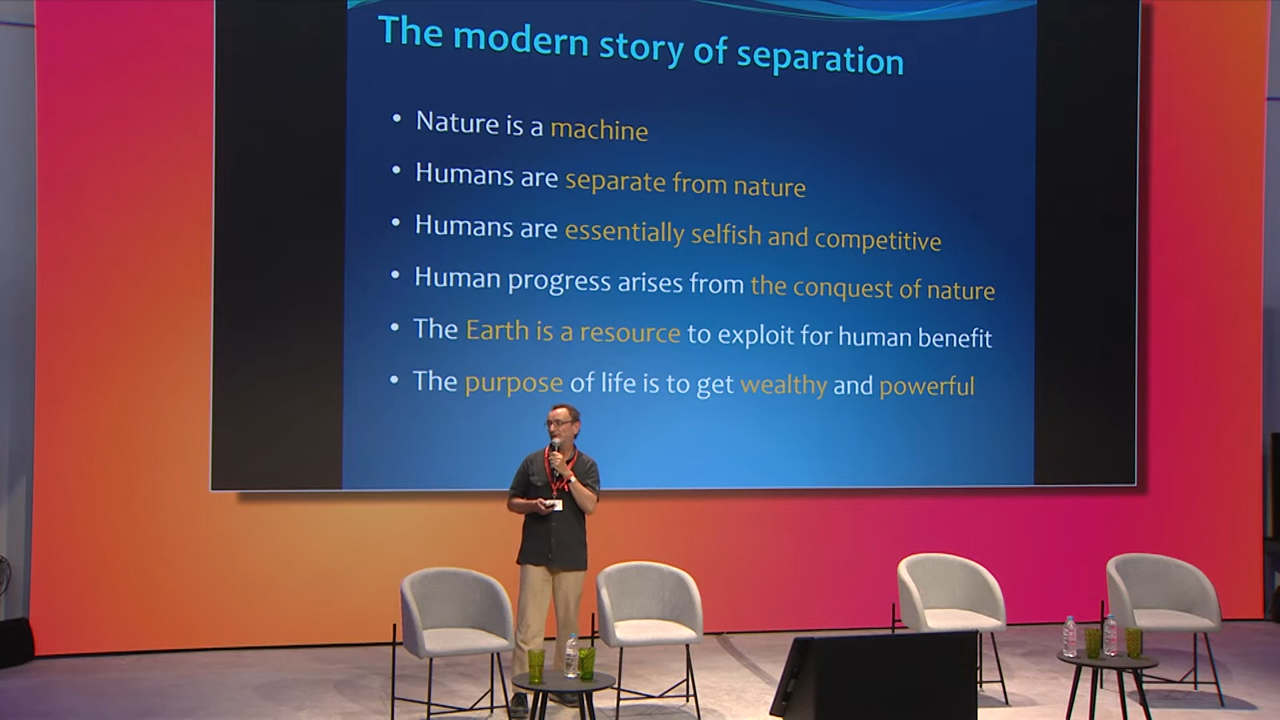 The modern story of separation
• Nature is a machine
• Humans are separate from nature
• Humans are essentially selfish and competitive
• Human progress arises from the conquest of nature
• The Earth is a resource to exploit for human benefit
• The purpose of life is to get wealthy and powerful